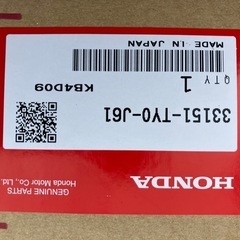 MADE IN JAPAN
QTY
1
KB4D09
33151-TY0-J61
HONDA
GENUINE
PARTS
Honda Motor Co., Ltd.